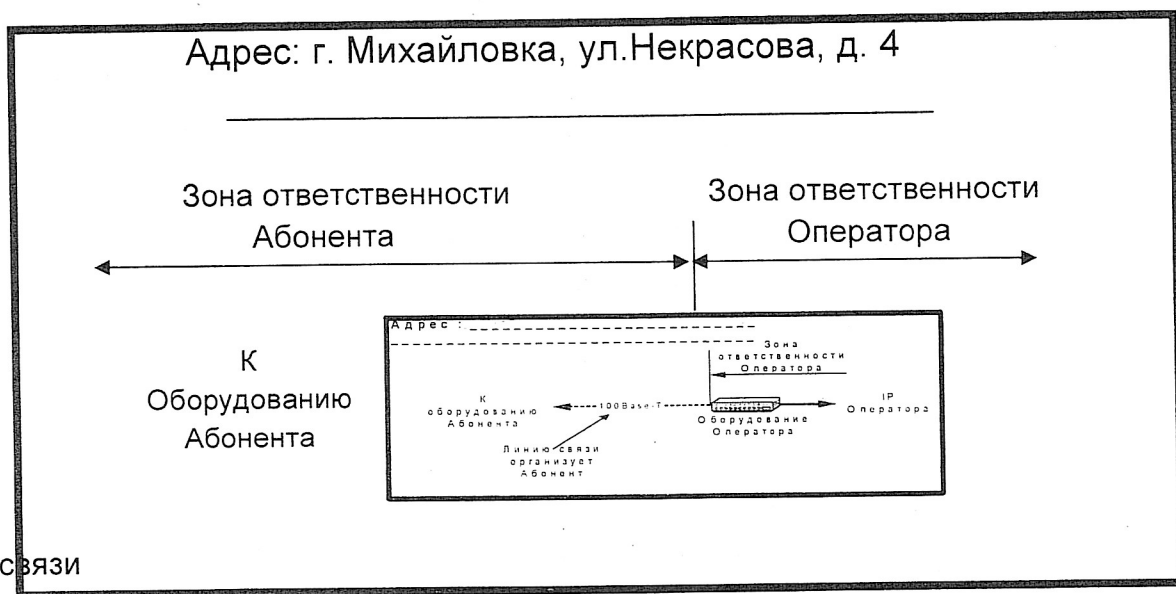 Адрес: г. Михайловка, ул.Некрасова, д. 4
Зона ответственности
Абонента
Зона ответственности
Оператора
К
Оборудованию
Абонента
Адрес :
Зона
ответственности
Оператора
К
оборудованию
Абонента
100Base-T
IP
Оператора
Оборудование
Оператора
Линию связи
организует
Абонент
связи